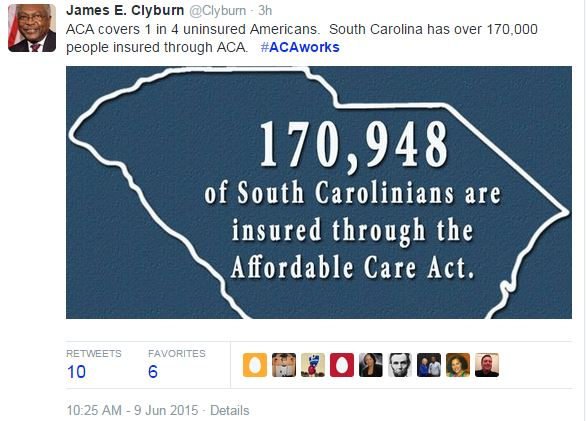 James E. Clyburn @Clyburn · 3h
ACA covers 1 in 4 uninsured Americans. South Carolina has over 170,000
people insured through ACA. #ACAworks
170,948
of South Carolinians are
insured through the
Affordable Care Act.
RETWEETS FAVORITES
10 6
10:25 AM - 9 Jun 2015 · Details